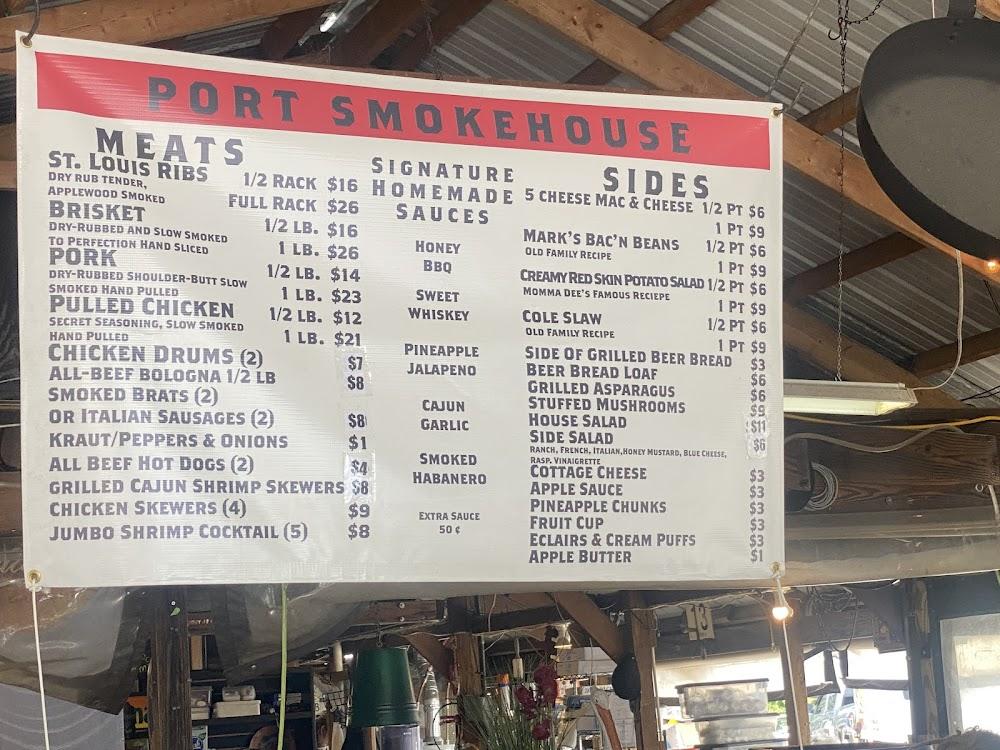 PORT SMOKEHOUSE
MEATS
ST. LOUIS RIBS 1/2 RACK $16
DRY RUB TENDER,
APPLEWOOD SMOKED FULL RACK $26
BRISKET 1/2 LB. $16
DRY-RUBBED AND SLOW SMOKED
TO PERFECTION HAND SLICED 1 LB. $26
PORK 1/2 LB. $14
DRY-RUBBED SHOULDER-BUTT SLOW
SMOKED HAND PULLED 1 LB. $23
PULLED CHICKEN 1/2 LB. $12
SECRET SEASONING, SLOW SMOKED
HAND PULLED 1 LB. $21
CHICKEN DRUMS (2) $7
ALL-BEEF BOLOGNA 1/2 LB $8
SMOKED BRATS (2)
OR ITALIAN SAUSAGES (2) $8
KRAUT/PEPPERS & ONIONS $1
ALL BEEF HOT DOGS (2) $4
GRILLED CAJUN SHRIMP SKEWERS $8
CHICKEN SKEWERS (4) $9
JUMBO SHRIMP COCKTAIL (5) $8
SIGNATURE
HOMEMADE
SAUCES
HONEY
BBQ
SWEET
WHISKEY
PINEAPPLE
JALAPENO
CAJUN
GARLIC
SMOKED
HABANERO
EXTRA SAUCE
50 ¢
SIDES
5 CHEESE MAC & CHEESE 1/2 PT $6
1 PT $9
MARK'S BAC'N BEANS 1/2 PT $6
OLD FAMILY RECIPE
1 PT $9
CREAMY RED SKIN POTATO SALAD 1/2 PT $6
MOMMA DEE'S FAMOUS RECIEPE
1 PT $9
COLE SLAW 1/2 PT $6
OLD FAMILY RECIPE
1 PT $9
SIDE OF GRILLED BEER BREAD $3
BEER BREAD LOAF $6
GRILLED ASPARAGUS $6
STUFFED MUSHROOMS $9
HOUSE SALAD $11
SIDE SALAD $6
RANCH, FRENCH, ITALIAN, HONEY MUSTARD, BLUE CHEESE,
RASP. VINAIGRETTE
COTTAGE CHEESE $3
APPLE SAUCE $3
PINEAPPLE CHUNKS $3
FRUIT CUP $3
ECLAIRS & CREAM PUFFS $3
APPLE BUTTER $1
13